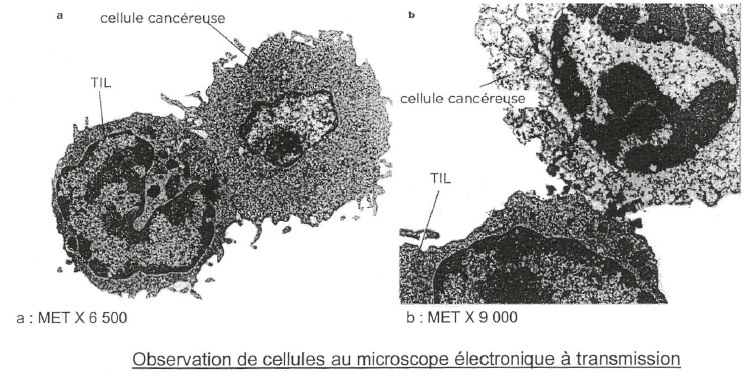 a
cellule cancéreuse
TIL
a : MET X 6 500
b
cellule cancéreuse
TIL
b : MET X 9 000
Observation de cellules au microscope électronique à transmission